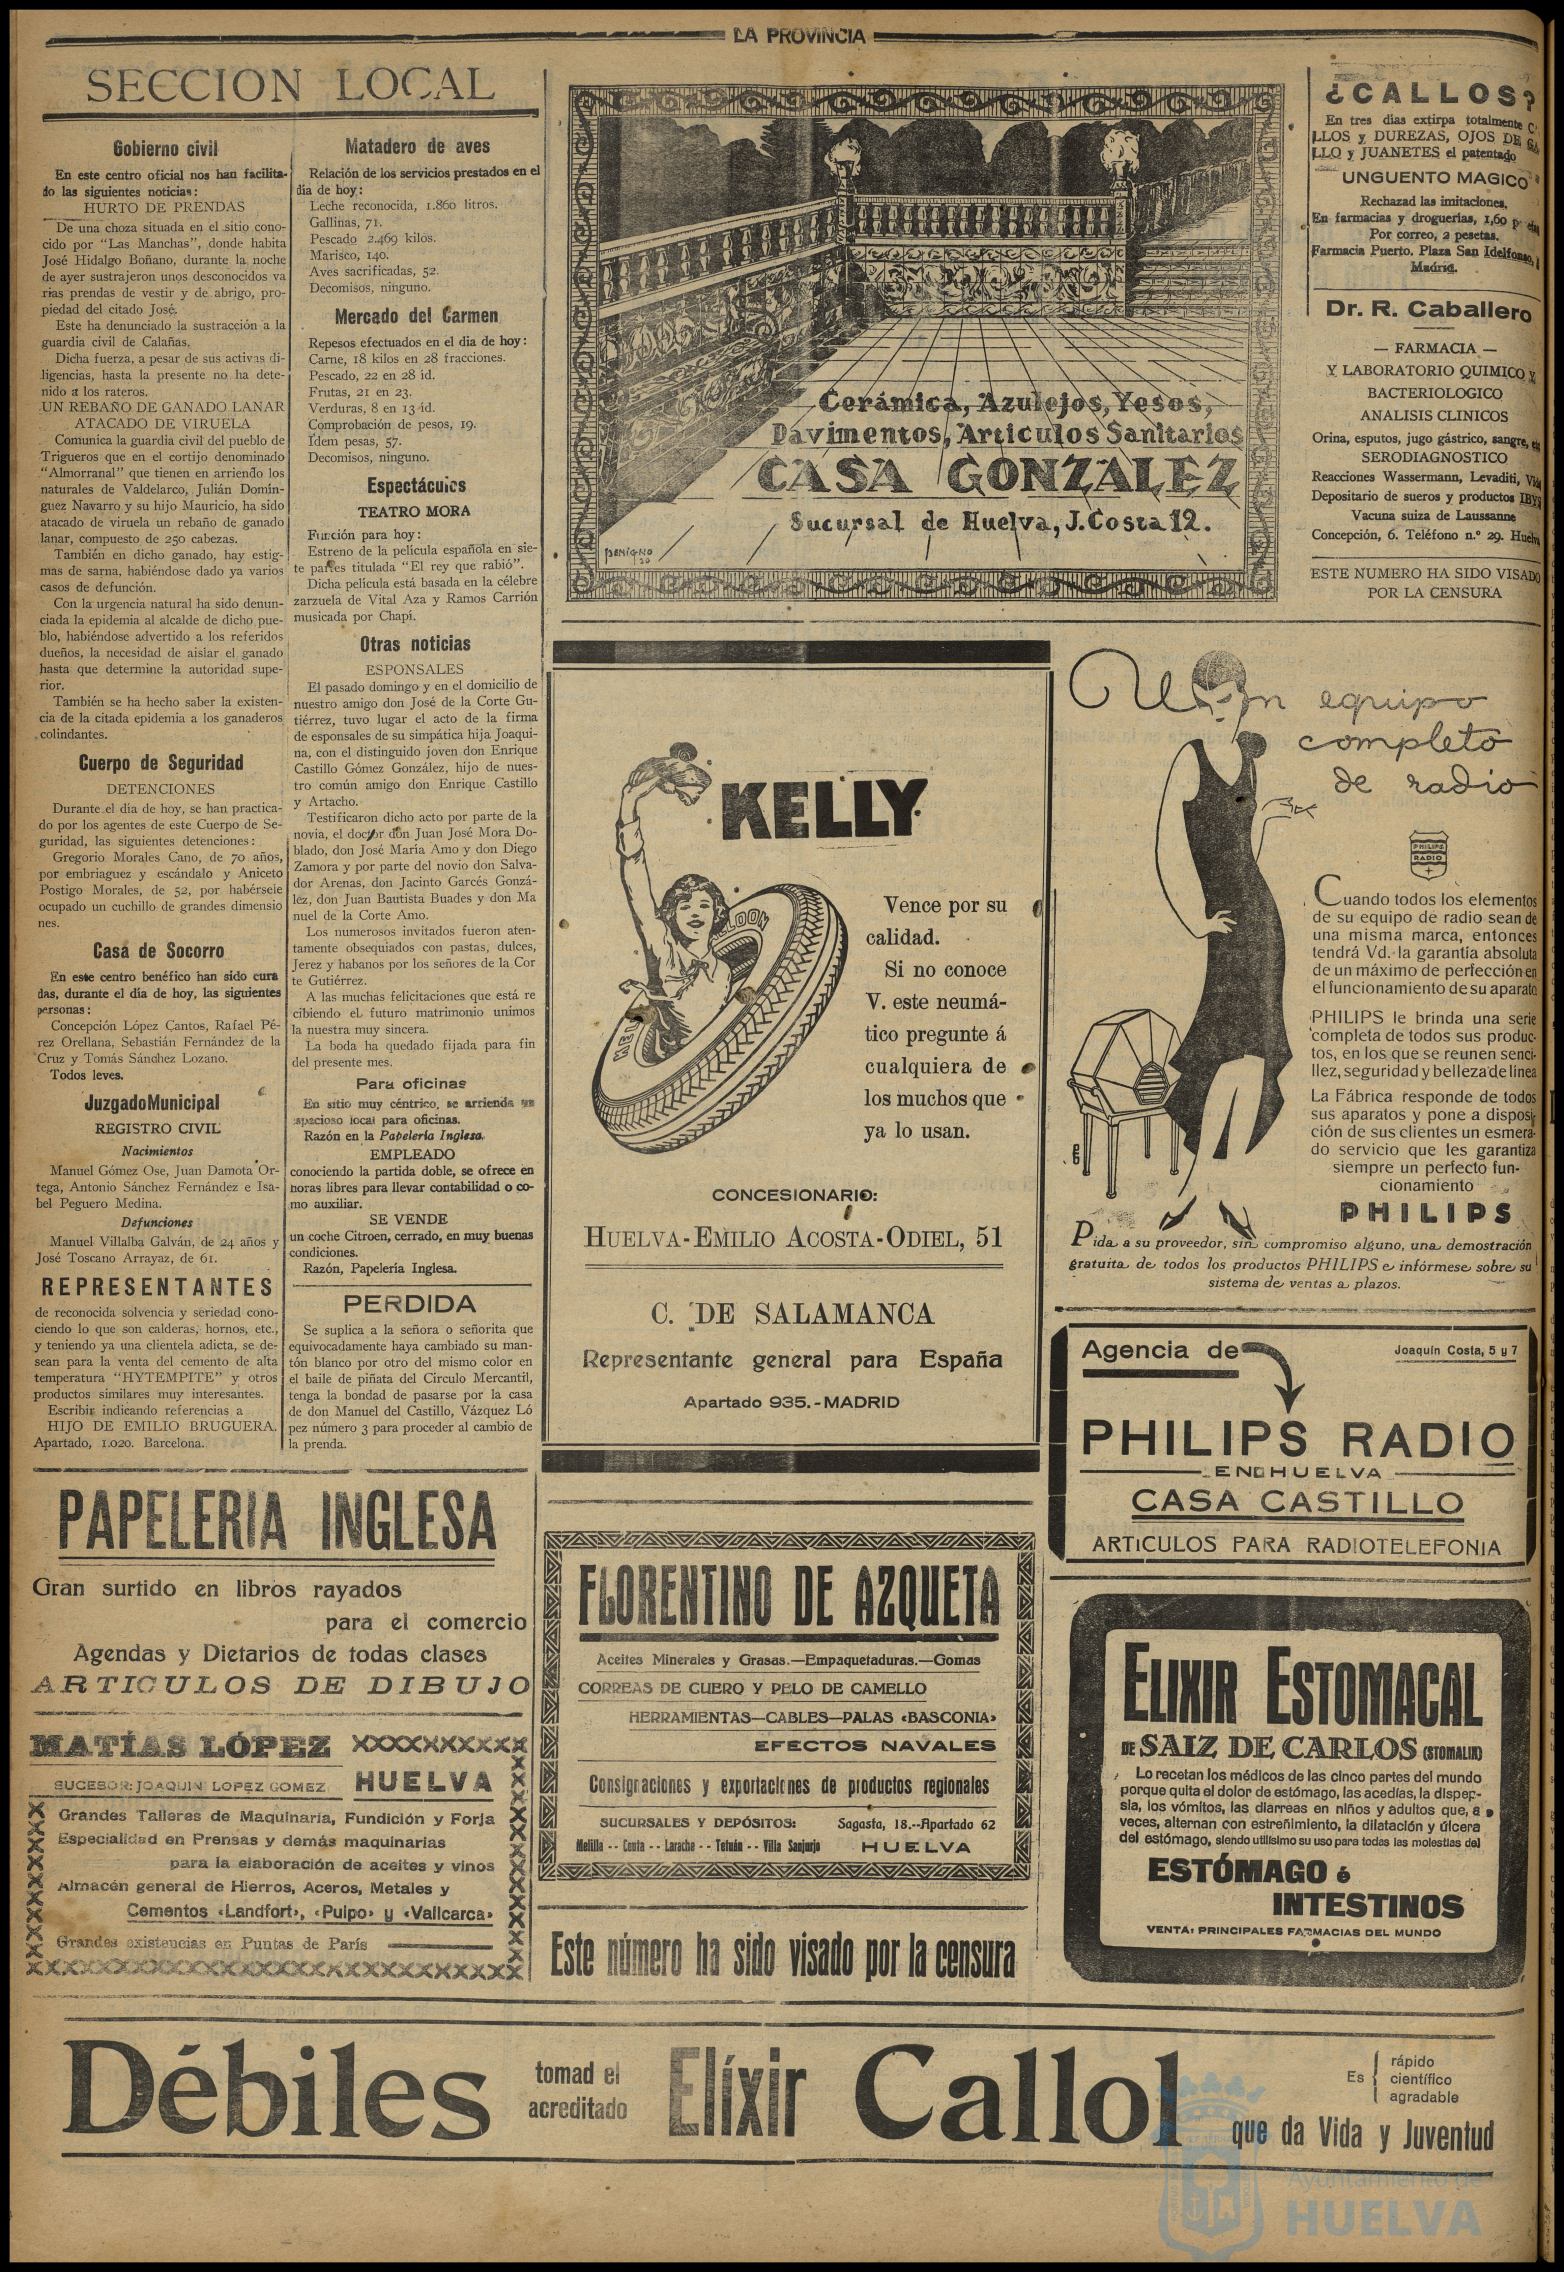 LA PROVINCIA
SECCION LOCAL
Gobierno civil
En este centro oficial nos han facilita-
do las siguientes noticias:
HURTO DE PRENDAS
De una choza situada en el sitio cono-
cido por "Las Manchas", donde habita
José Hidalgo Boñano, durante la noche
de ayer sustrajeron unos desconocidos va
rias prendas de vestir y de abrigo, pro-
piedad del citado José.
Este ha denunciado la sustracción a la
guardia civil de Calañas.
Dicha fuerza, a pesar de sus activas di-
ligencias, hasta la presente no ha dete-
nido a los rateros.
UN REBAÑO DE GANADO LANAR
ATACADO DE VIRUELA
Comunica la guardia civil del pueblo de
Trigueros que en el cortijo denominado
"Almorranal" que tienen en arriendo los
naturales de Valdelarco, Julián Domín-
guez Navarro y su hijo Mauricio, ha sido
atacado de viruela un rebaño de ganado
lanar, compuesto de 250 cabezas.
También en dicho ganado, hay estig-
mas de sarna, habiéndose dado ya varios
casos de defunción.
Con la urgencia natural ha sido denun-
ciada la epidemia al alcalde de dicho pue-
blo, habiéndose advertido a los referidos
dueños, la necesidad de aislar el ganado
hasta que determine la autoridad supe-
rior.
También se ha hecho saber la existen-
cia de la citada epidemia a los ganaderos
colindantes.
Cuerpo de Seguridad
DETENCIONES
Durante el día de hoy, se han practica-
do por los agentes de este Cuerpo de Se-
guridad, las siguientes detenciones:
Gregorio Morales Cano, de 70 años,
por embriaguez y escándalo y Aniceto
Postigo Morales, de 52, por habérsele
ocupado un cuchillo de grandes dimensio
nes.
Casa de Socorro
En este centro benéfico han sido cura
das, durante el día de hoy, las siguientes
personas:
Concepción López Cantos, Rafael Pé-
rez Orellana, Sebastián Fernández de la
Cruz y Tomás Sánchez Lozano.
Todos leves.
Juzgado Municipal
REGISTRO CIVIL
Nacimientos
Manuel Gómez Ose, Juan Damota Or-
tega, Antonio Sánchez Fernández e Isa-
bel Peguero Medina.
Defunciones
Manuel Villalba Galván, de 24 años y
José Toscano Arrayaz, de 61.
REPRESENTANTES
de reconocida solvencia y seriedad cono-
ciendo lo que son calderas, hornos, etc.,
y teniendo ya una clientela adicta, se de-
sean para la venta del cemento de alta
temperatura "HYTEMPITE" y otros
productos similares muy interesantes.
Escribir indicando referencias a
HIJO DE EMILIO BRUGUERA.
Apartado, 1.020. Barcelona.
Matadero de aves
Relación de los servicios prestados en el
día de hoy:
Leche reconocida, 1.860 litros.
Gallinas, 71.
Pescado 2.469 kilos.
Marisco, 140.
Aves sacrificadas, 52.
Decomisos, ninguno.
Mercado del Carmen
Repesos efectuados en el dia de hoy:
Carne, 18 kilos en 28 fracciones.
Pescado, 22 en 28 id.
Frutas, 21 en 23.
Verduras, 8 en 13 id.
Comprobación de pesos, 19.
Idem pesas, 57.
Decomisos, ninguno.
Espectáculos
TEATRO MORA
Función para hoy:
Estreno de la película española en sie-
te partes titulada "El rey que rabió".
Dicha película está basada en la célebre
zarzuela de Vital Aza y Ramos Carrión
musicada por Chapí.
Otras noticias
ESPONSALES
El pasado domingo y en el domicilio de
nuestro amigo don José de la Corte Gu-
tiérrez, tuvo lugar el acto de la firma
de esponsales de su simpática hija Joaqui-
na, con el distinguido joven don Enrique
Castillo Gómez González, hijo de nues-
tro común amigo don Enrique Castillo
y Artacho.
Testificaron dicho acto por parte de la
novia, el doctor don Juan José Mora Do-
blado, don José María Amo y don Diego
Zamora y por parte del novio don Salva-
dor Arenas, don Jacinto Garcés Gonzá-
lez, don Juan Bautista Buades y don Ma
nuel de la Corte Amo.
Los numerosos invitados fueron aten-
tamente obsequiados con pastas, dulces,
Jerez y habanos por los señores de la Cor
te Gutiérrez.
A las muchas felicitaciones que está re
cibiendo el futuro matrimonio unimos
la nuestra muy sincera.
La boda ha quedado fijada para fin
del presente mes.
Para oficinas
En sitio muy céntrico, se arrienda un
spacioso local para oficinas.
Razón en la Papelería Inglesa.
EMPLEADO
conociendo la partida doble, se ofrece en
horas libres para llevar contabilidad o co-
mo auxiliar.
SE VENDE
un coche Citroen, cerrado, en muy buenas
condiciones.
Razón, Papelería Inglesa.
PERDIDA
Se suplica a la señora o señorita que
equivocadamente haya cambiado su man-
tón blanco por otro del mismo color en
el baile de piñata del Circulo Mercantil,
tenga la bondad de pasarse por la casa
de don Manuel del Castillo, Vázquez Ló
pez número 3 para proceder al cambio de
la prenda.
PAPELERIA INGLESA
Gran surtido en libros rayados
para el comercio
Agendas y Dietarios de todas clases
ARTICULOS DE DIBUJO
MATÍAS LÓPEZ
SUCESOR: JOAQUIN LOPEZ GOMEZ
HUELVA
Grandes Talleres de Maquinaria, Fundición y Forja
Especialidad en Prensas y demás maquinarias
para la elaboración de aceites y vinos
Almacén general de Hierros, Aceros, Metales y
Cementos «Landfort», «Pulpo» y «Vallcarca»
Grandes existencias en Puntas de París
Cerámica, Azulejos, Yesos,
Pavimentos, Articulos Sanitarios
CASA GONZALEZ
Sucursal de Huelva, J. Costa 12.
BENIGNO
30
¿CALLOS?
En tres dias extirpa totalmente C
LLOS y DUREZAS, OJOS DE GA
LLO y JUANETES el patentado
UNGUENTO MAGICO
Rechazad las imitaciones,
En farmacias y droguerías, 1,60 p
Por correo, 2 pesetas.
Farmacia Puerto. Plaza San Idelfonso,
Madrid.
Dr. R. Caballero
— FARMACIA —
Y LABORATORIO QUIMICO Y
BACTERIOLOGICO
ANALISIS CLINICOS
Orina, esputos, jugo gástrico, sangre, etc
SERODIAGNOSTICO
Reacciones Wassermann, Levaditi, Vida
Depositario de sueros y productos IBYS
Vacuna suiza de Laussanne
Concepción, 6. Teléfono n.º 29. Huelva
ESTE NUMERO HA SIDO VISADO
POR LA CENSURA
KELLY
Vence por su
calidad.
Si no conoce
V. este neumá-
tico pregunte á
cualquiera de
los muchos que
ya lo usan.
CONCESIONARIO:
HUELVA-EMILIO ACOSTA-ODIEL, 51
C. DE SALAMANCA
Representante general para España
Apartado 935.-MADRID
Un equipo
completo
de radio
PHILIPS
RADIO
Cuando todos los elementos
de su equipo de radio sean de
una misma marca, entonces
tendrá Vd. la garantía absoluta
de un máximo de perfección en
el funcionamiento de su aparato
PHILIPS le brinda una serie
completa de todos sus produc-
tos, en los que se reunen senci-
llez, seguridad y belleza de línea
La Fábrica responde de todos
sus aparatos y pone a disposi-
ción de sus clientes un esmera-
do servicio que les garantiza
siempre un perfecto fun-
cionamiento
PHILIPS
Pida a su proveedor, sin compromiso alguno, una demostración
gratuita de todos los productos PHILIPS e infórmese sobre su
sistema de ventas a plazos.
Agencia de
Joaquin Costa, 5 y 7
PHILIPS RADIO
EN HUELVA
CASA CASTILLO
ARTICULOS PARA RADIOTELEFONIA
FLORENTINO DE AZQUETA
Aceites Minerales y Grasas.—Empaquetaduras.—Gomas
CORREAS DE CUERO Y PELO DE CAMELLO
HERRAMIENTAS—CABLES—PALAS «BASCONIA»
EFECTOS NAVALES
Consignaciones y exportaciones de productos regionales
SUCURSALES Y DEPÓSITOS:
Melilla -- Ceuta -- Larache -- Tetuán -- Villa Sanjurjo
Sagasta, 18.--Apartado 62
HUELVA
Este número ha sido visado por la censura
ELIXIR ESTOMACAL
DE SAIZ DE CARLOS (STOMALIX)
Lo recetan los médicos de las cinco partes del mundo
porque quita el dolor de estómago, las acedías, la dispep-
sia, los vómitos, las diarreas en niños y adultos que, a
veces, alternan con estreñimiento, la dilatación y úlcera
del estómago, siendo utilísimo su uso para todas las molestias del
ESTÓMAGO é
INTESTINOS
VENTA: PRINCIPALES FARMACIAS DEL MUNDO
Débiles
tomad el
acreditado
Elíxir Callol
Es
rápido
científico
agradable
que da Vida y Juventud
Ayuntamiento de
HUELVA